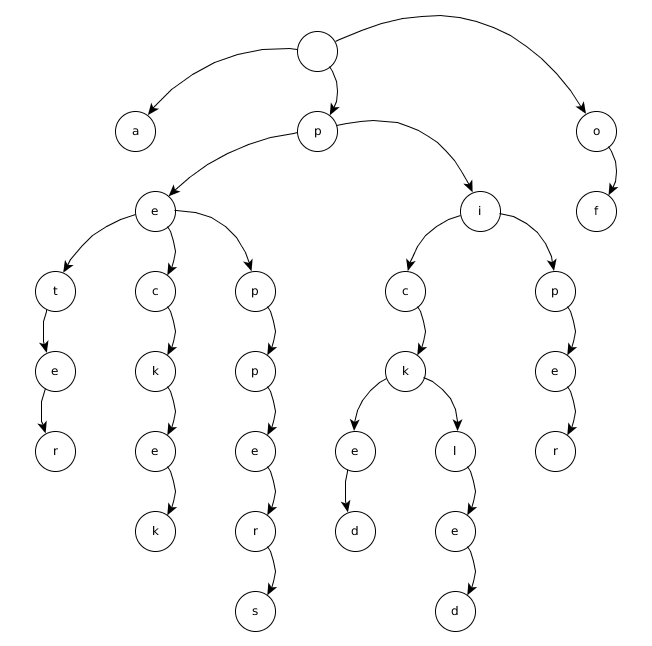 a p o
e i f
t c p c p
e k p k e
r e e e l r
k r d e
s d